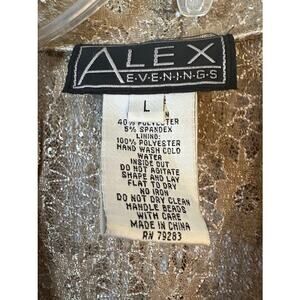 ALEX
E•V•E•N•I•N•G•S
L
40% POLYESTER
5% SPANDEX
LINING:
100% POLYESTER
HAND WASH COLD
WATER
INSIDE OUT
DO NOT AGITATE
SHAPE AND LAY
FLAT TO DRY
NO IRON
DO NOT DRY CLEAN
HANDLE BEADS
WITH CARE
MADE IN CHINA
RN 79283